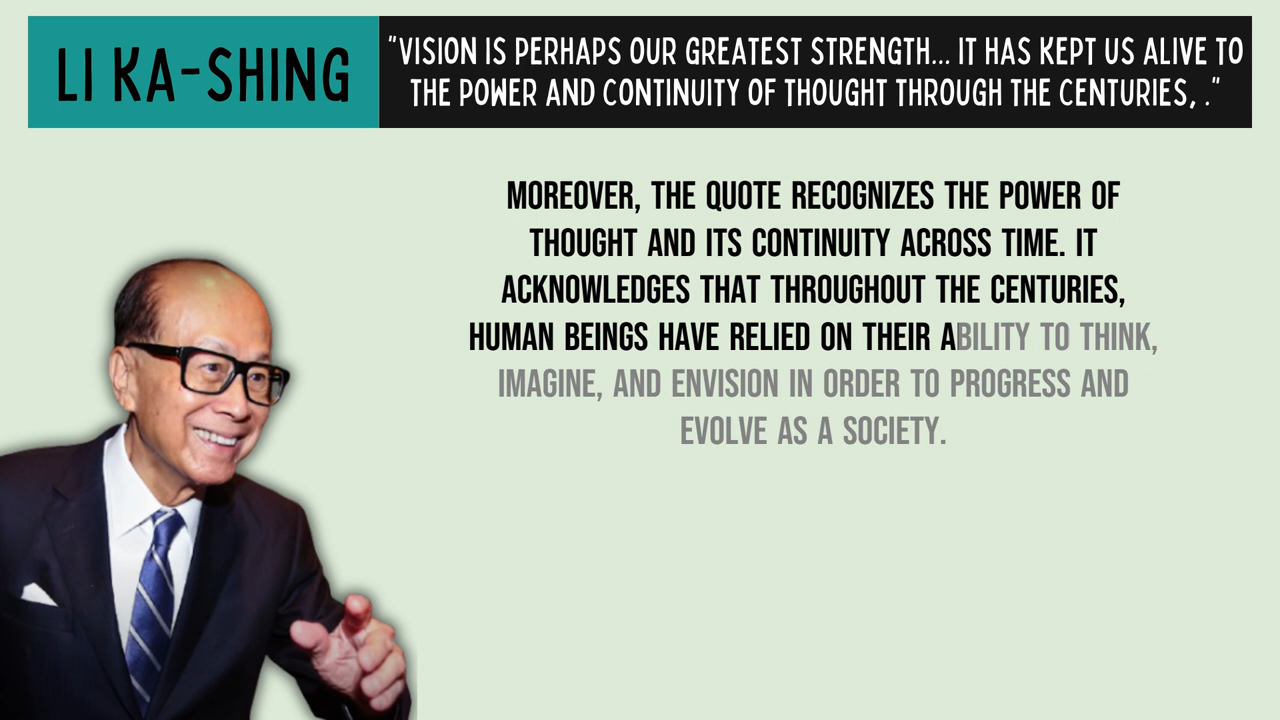 LI KA-SHING
"VISION IS PERHAPS OUR GREATEST STRENGTH... IT HAS KEPT US ALIVE TO
THE POWER AND CONTINUITY OF THOUGHT THROUGH THE CENTURIES, ."
MOREOVER, THE QUOTE RECOGNIZES THE POWER OF
THOUGHT AND ITS CONTINUITY ACROSS TIME. IT
ACKNOWLEDGES THAT THROUGHOUT THE CENTURIES,
HUMAN BEINGS HAVE RELIED ON THEIR ABILITY TO THINK,
IMAGINE, AND ENVISION IN ORDER TO PROGRESS AND
EVOLVE AS A SOCIETY.